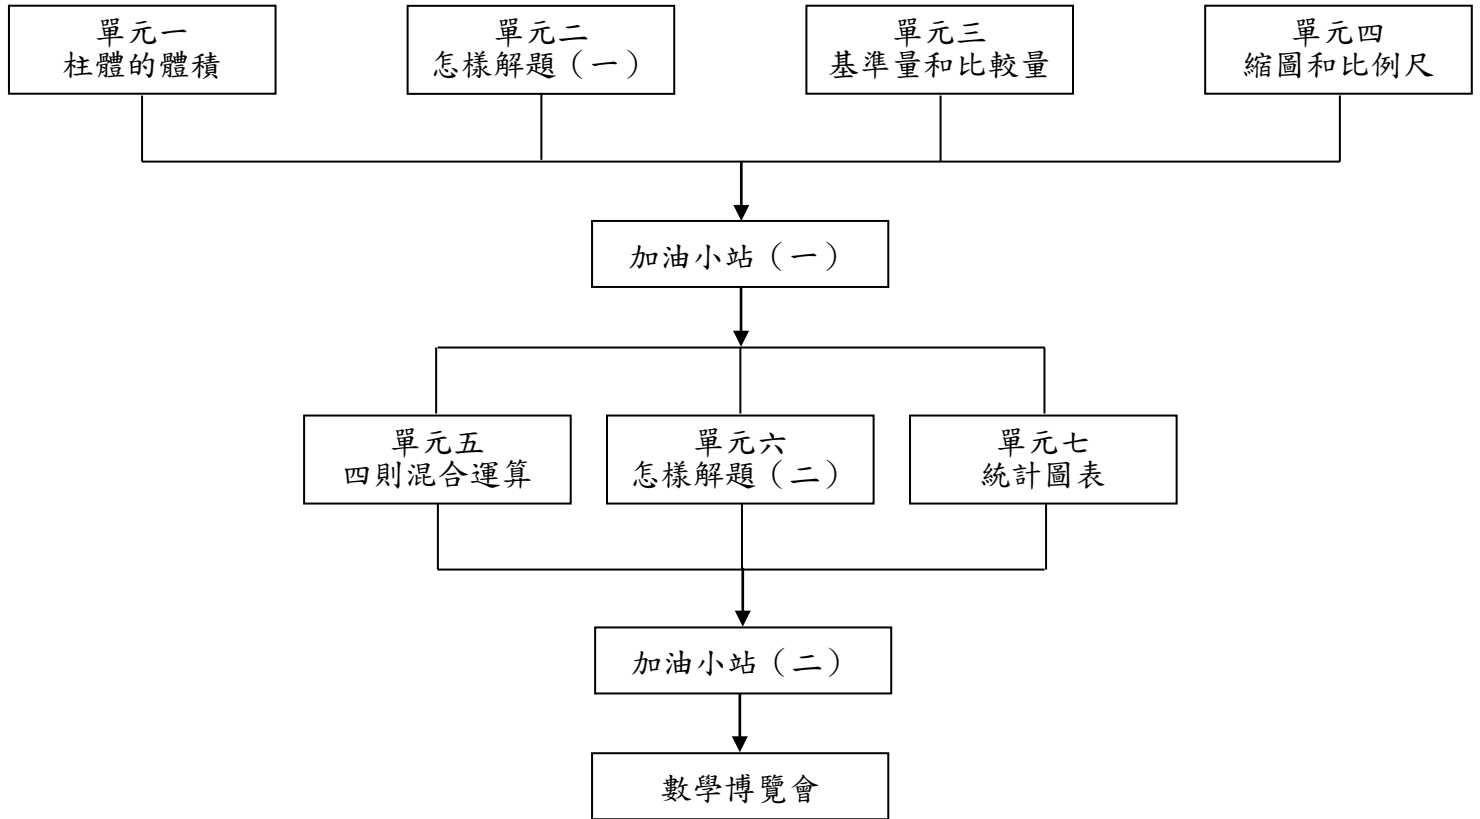 單元一
柱體的體積
單元二
怎樣解題（一）
單元三
基準量和比較量
單元四
縮圖和比例尺
加油小站（一）
單元五
四則混合運算
單元六
怎樣解題（二）
單元七
統計圖表
加油小站（二）
數學博覽會